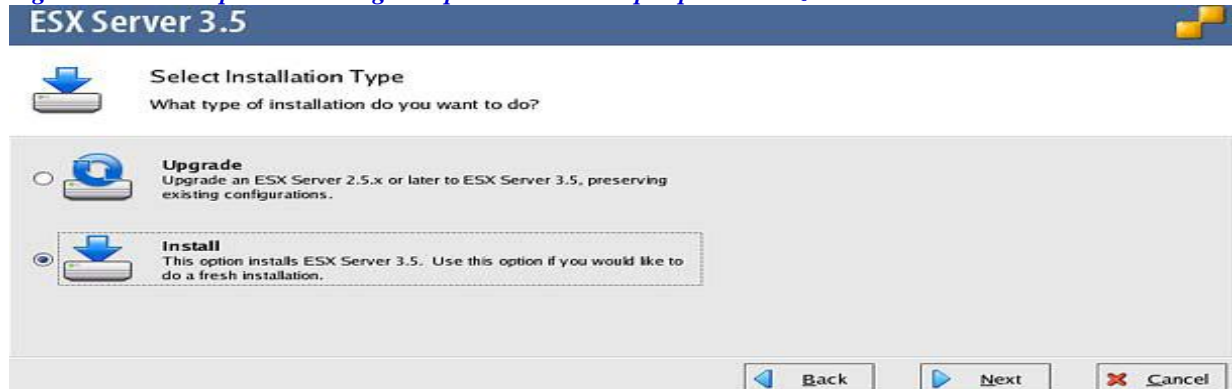 ESX Server 3.5
Select Installation Type
What type of installation do you want to do?
Upgrade
Upgrade an ESX Server 2.5.x or later to ESX Server 3.5, preserving
existing configurations.
Install
This option installs ESX Server 3.5. Use this option if you would like to
do a fresh installation.
Back
Next
Cancel